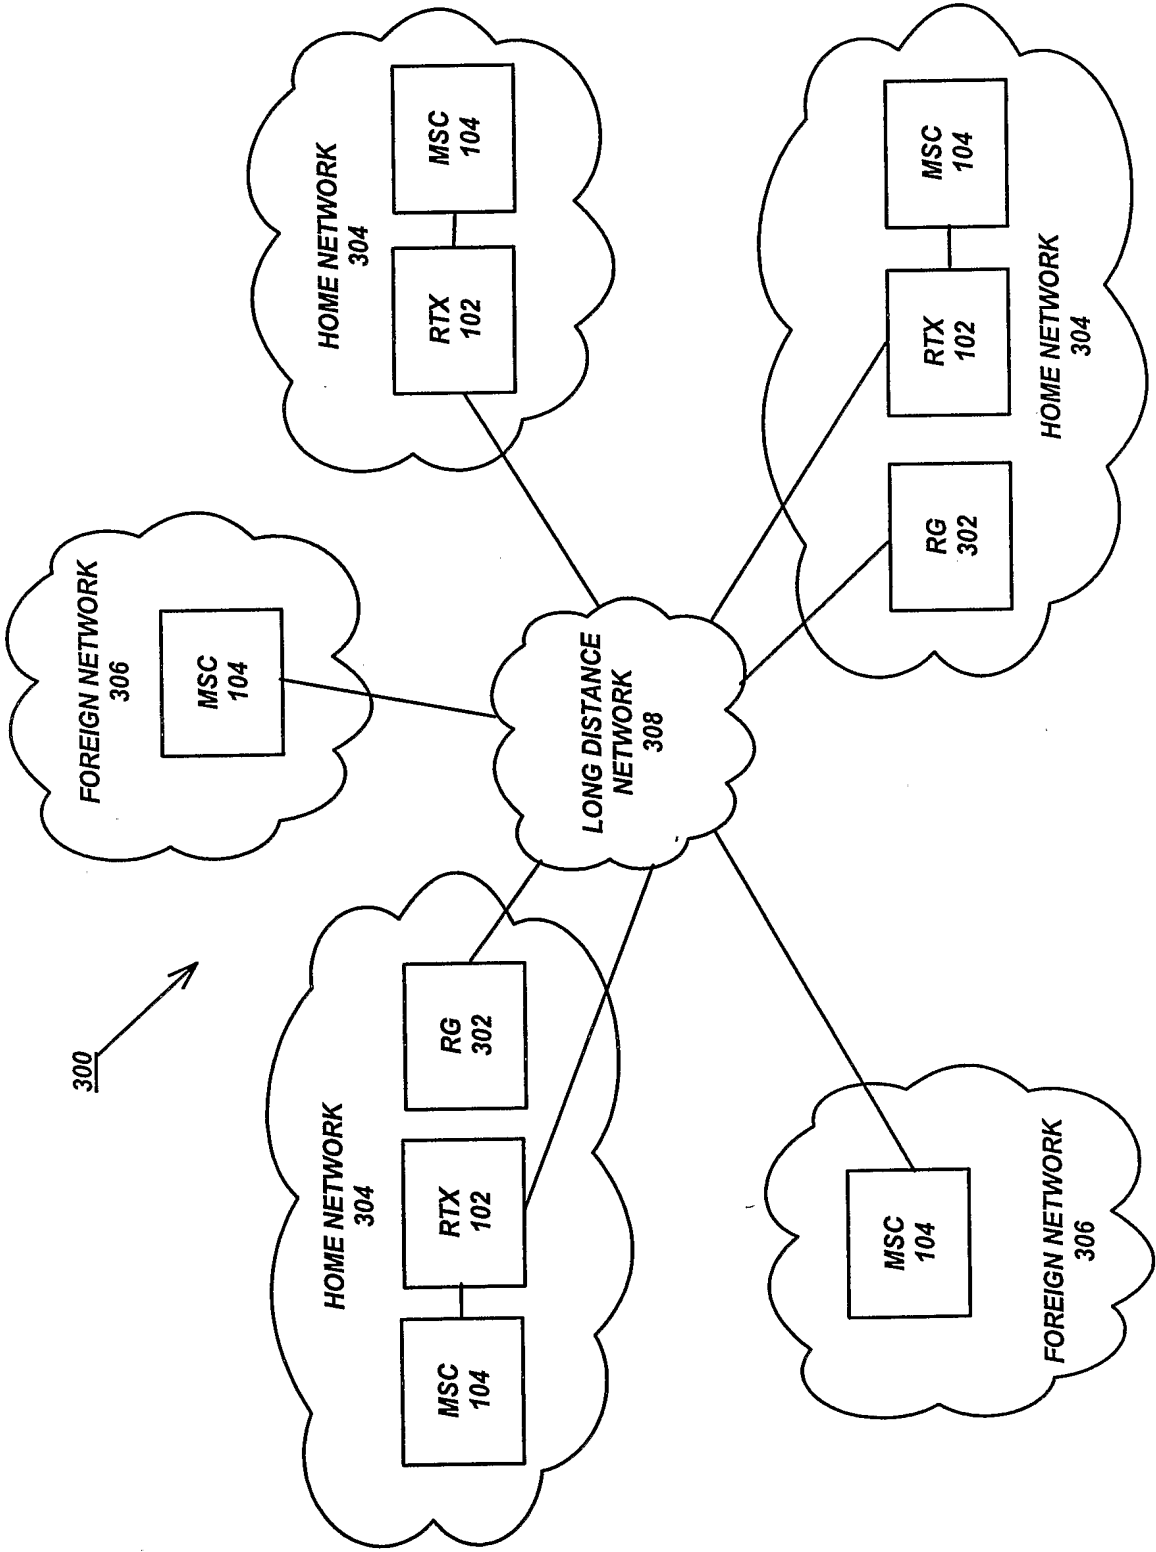 300
FOREIGN NETWORK
306
MSC
104
HOME NETWORK
304
MSC
104
RTX
102
RG
302
HOME NETWORK
304
RTX
102
MSC
104
LONG DISTANCE
NETWORK
308
MSC
104
FOREIGN NETWORK
306
RG
302
RTX
102
MSC
104
HOME NETWORK
304